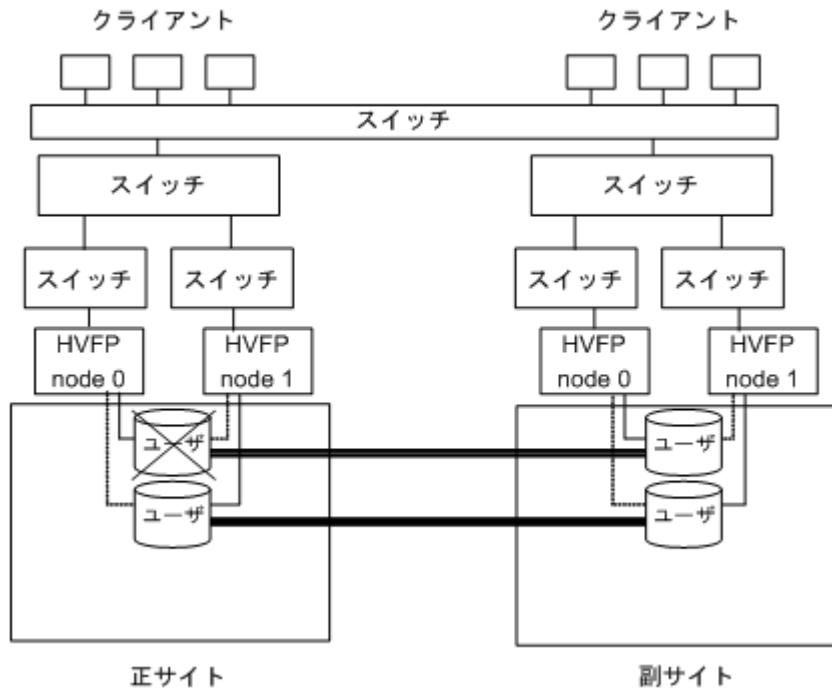 クライアント
クライアント
スイッチ
スイッチ
スイッチ
スイッチ
スイッチ
スイッチ
スイッチ
HVFP
node 0
HVFP
node 1
HVFP
node 0
HVFP
node 1
ユーザ
ユーザ
ユーザ
ユーザ
正サイト
副サイト